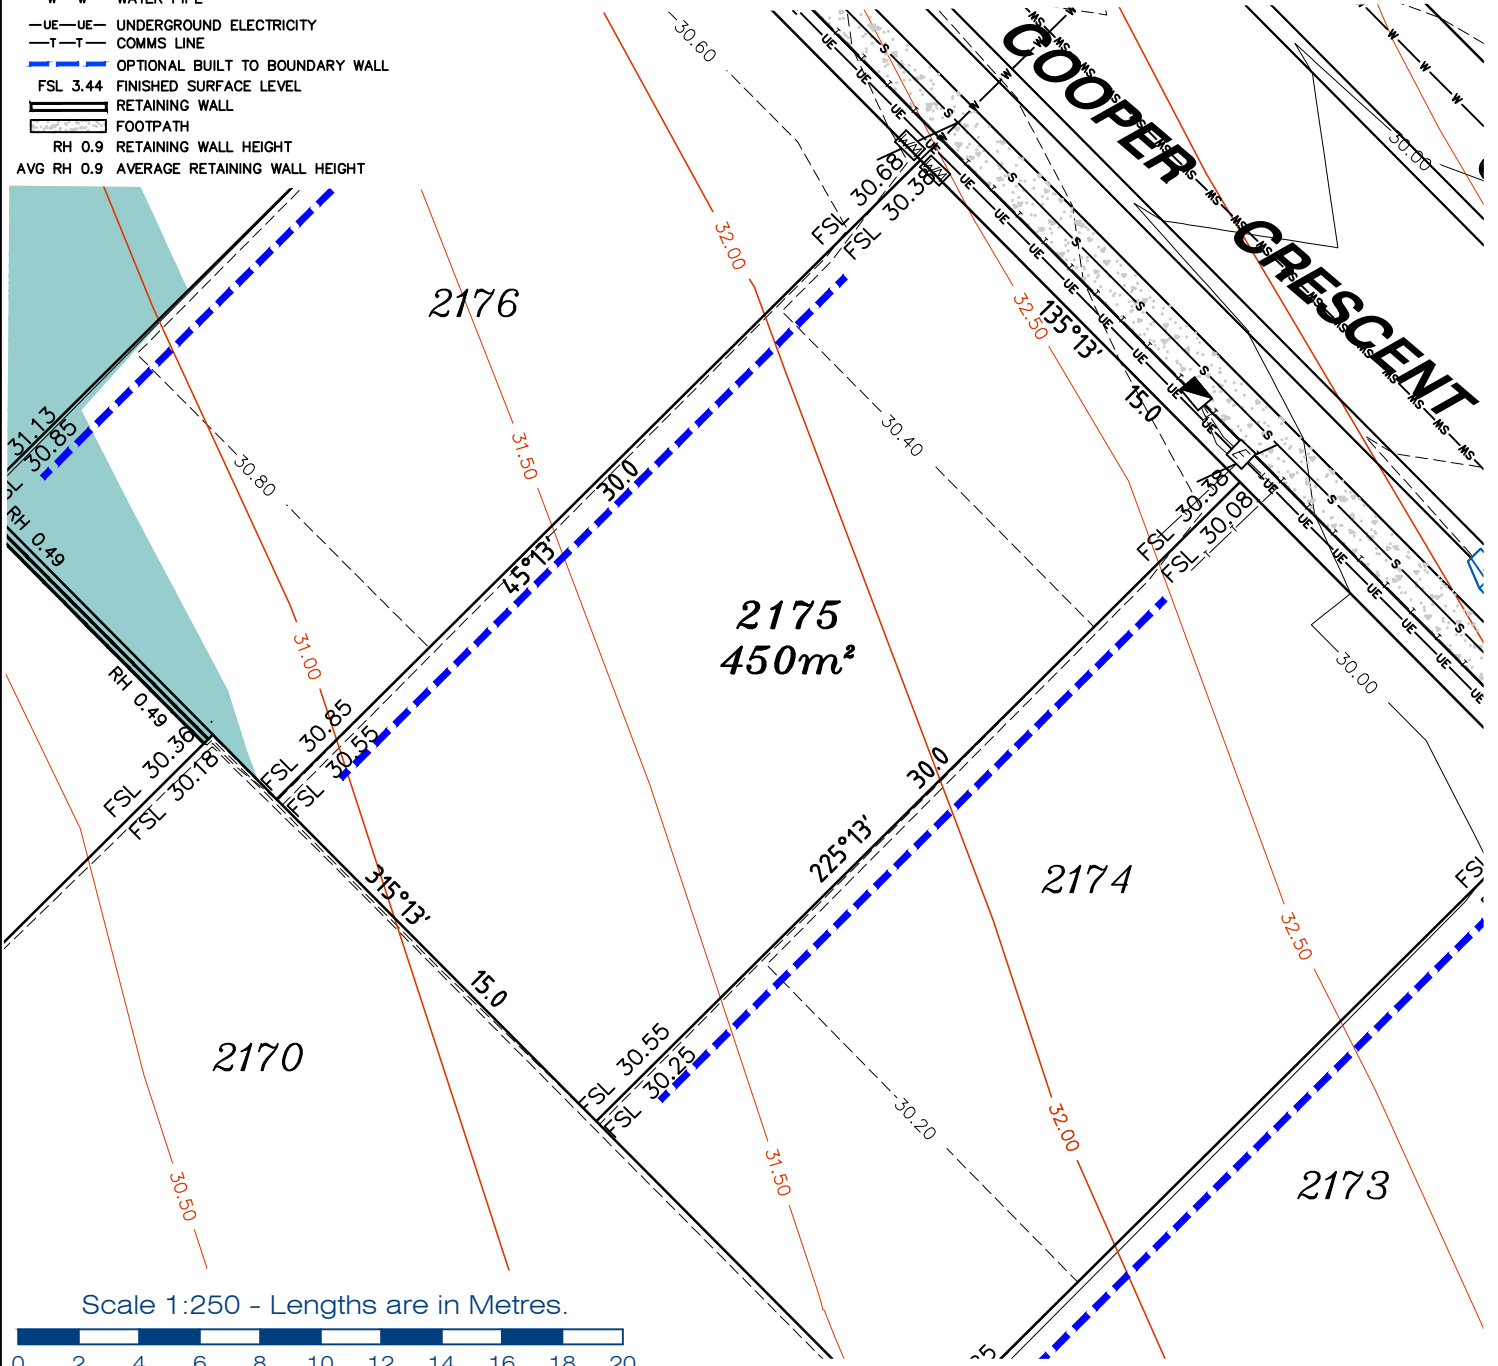 W W WATER PIPE
UE UE UNDERGROUND ELECTRICITY
T T COMMS LINE
OPTIONAL BUILT TO BOUNDARY WALL
FSL 3.44 FINISHED SURFACE LEVEL
RETAINING WALL
FOOTPATH
RH 0.9 RETAINING WALL HEIGHT
AVG RH 0.9 AVERAGE RETAINING WALL HEIGHT
30.60
COOPER CRESCENT
30.00
FSL 30.68
FSL 30.38
WM
WM
32.00
32.50
135°13'
15.0
2176
31.13
30.85
30.80
31.50
30.0
45°13'
30.40
RH 0.49
RH 0.49
31.00
2175
450m²
FSL 30.38
FSL 30.08
E
30.00
FSL 30.36
FSL 30.18
FSL 30.85
FSL 30.55
315°13'
15.0
30.0
225°13'
2174
FSL
32.50
2170
FSL 30.55
FSL 30.25
30.20
32.00
31.50
30.50
2173
Scale 1:250 - Lengths are in Metres.
0 2 4 6 8 10 12 14 16 18 20